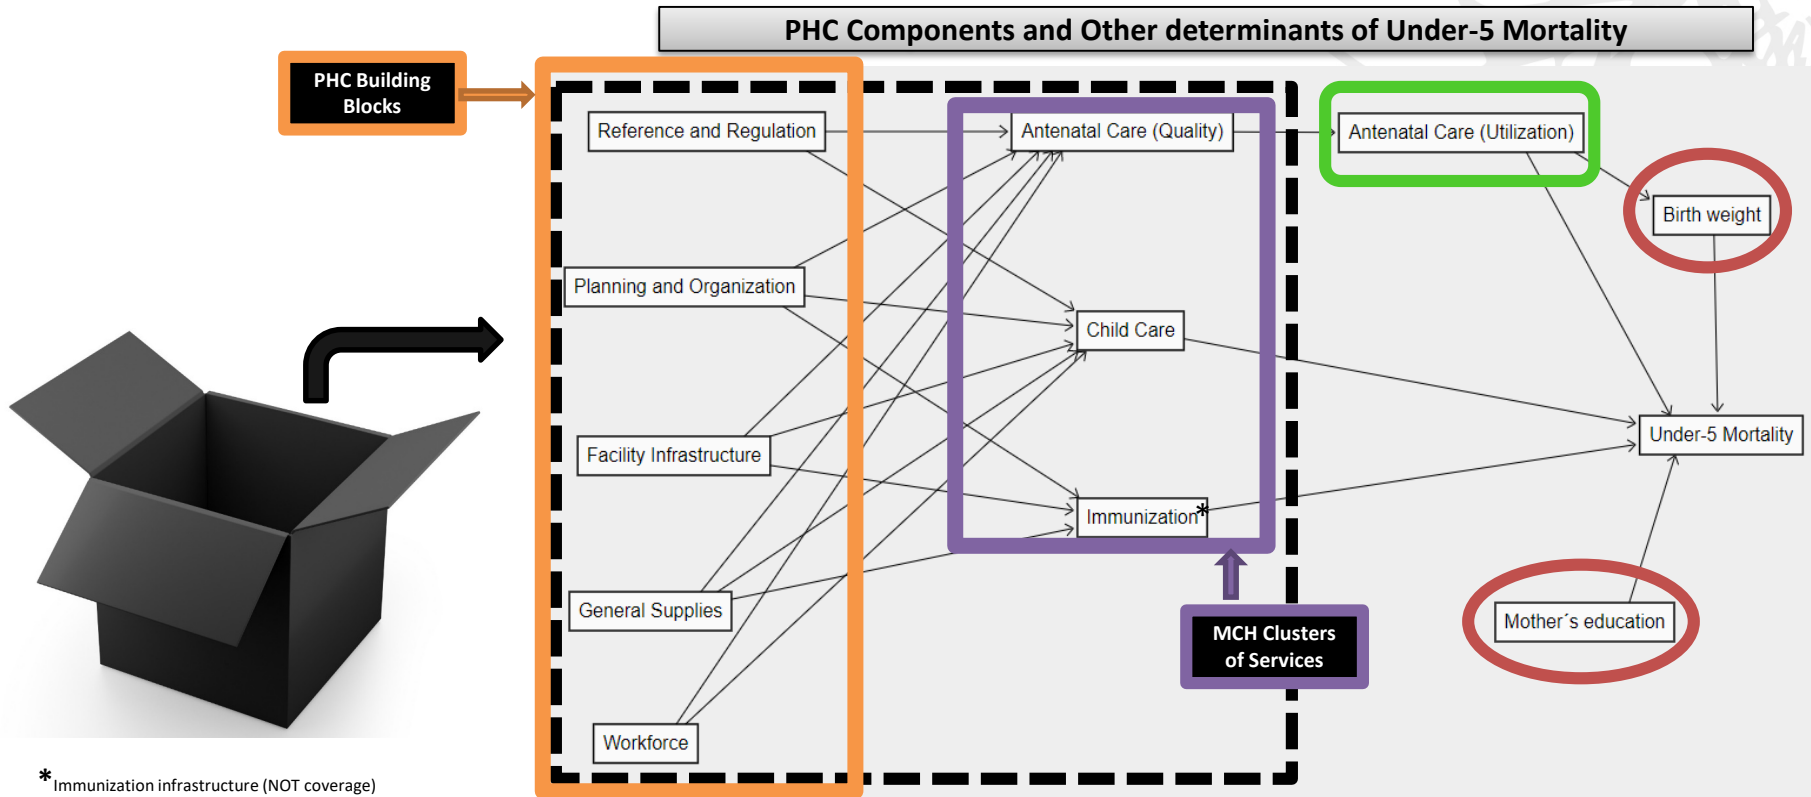 PHC Components and Other determinants of Under-5 Mortality
PHC Building
Blocks
Reference and Regulation
Antenatal Care (Quality)
Antenatal Care (Utilization)
Birth weight
Planning and Organization
Child Care
Under-5 Mortality
Facility Infrastructure
Immunization*
General Supplies
Mother´s education
MCH Clusters
of Services
Workforce
*Immunization infrastructure (NOT coverage)